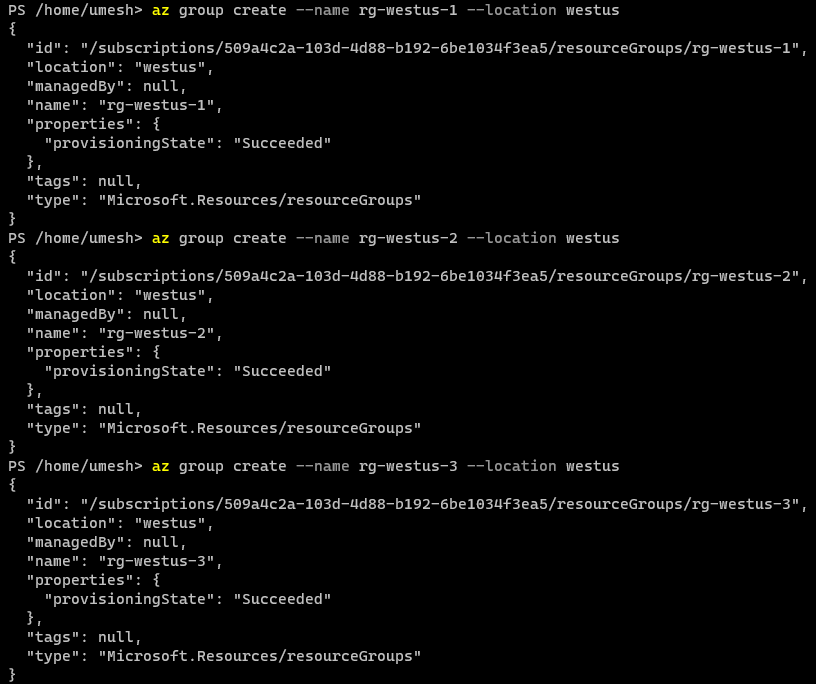 PS /home/umesh> az group create --name rg-westus-1 --location westus
{
  "id": "/subscriptions/509a4c2a-103d-4d88-b192-6be1034f3ea5/resourceGroups/rg-westus-1",
  "location": "westus",
  "managedBy": null,
  "name": "rg-westus-1",
  "properties": {
    "provisioningState": "Succeeded"
  },
  "tags": null,
  "type": "Microsoft.Resources/resourceGroups"
}
PS /home/umesh> az group create --name rg-westus-2 --location westus
{
  "id": "/subscriptions/509a4c2a-103d-4d88-b192-6be1034f3ea5/resourceGroups/rg-westus-2",
  "location": "westus",
  "managedBy": null,
  "name": "rg-westus-2",
  "properties": {
    "provisioningState": "Succeeded"
  },
  "tags": null,
  "type": "Microsoft.Resources/resourceGroups"
}
PS /home/umesh> az group create --name rg-westus-3 --location westus
{
  "id": "/subscriptions/509a4c2a-103d-4d88-b192-6be1034f3ea5/resourceGroups/rg-westus-3",
  "location": "westus",
  "managedBy": null,
  "name": "rg-westus-3",
  "properties": {
    "provisioningState": "Succeeded"
  },
  "tags": null,
  "type": "Microsoft.Resources/resourceGroups"
}